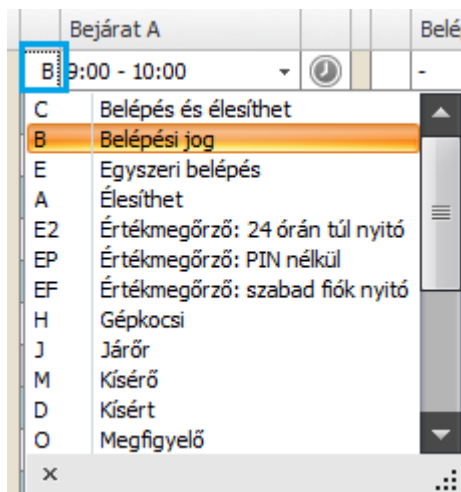 Bejárat A Belé
B 9:00 - 10:00 -
C Belépés és élesíthet
B Belépési jog
E Egyszeri belépés
A Élesíthet
E2 Értékmegőrző: 24 órán túl nyitó
EP Értékmegőrző: PIN nélkül
EF Értékmegőrző: szabad fiók nyitó
H Gépkocsi
J Járőr
M Kísérő
D Kísért
O Megfigyelő